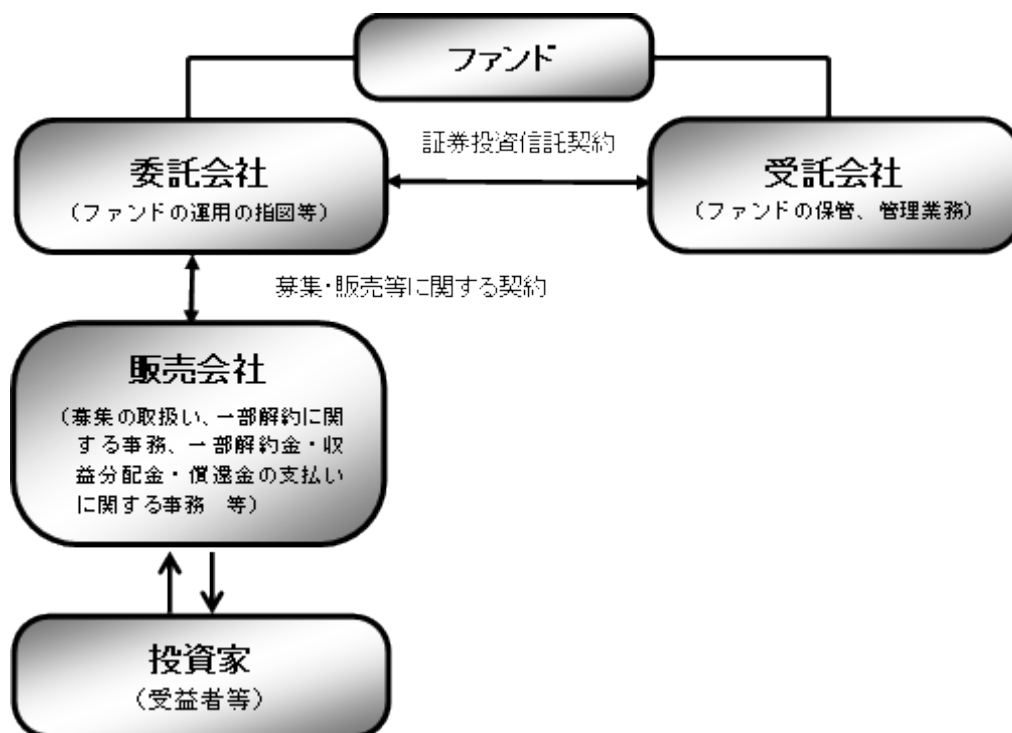 ファンド
証券投資信託契約
委託会社
（ファンドの運用の指図等）
受託会社
（ファンドの保管、管理業務）
募集・販売等に関する契約
販売会社
（募集の取扱い、一部解約に関
する事務、一部解約金・収
益分配金・償還金の支払い
に関する事務　等）
投資家
（受益者等）